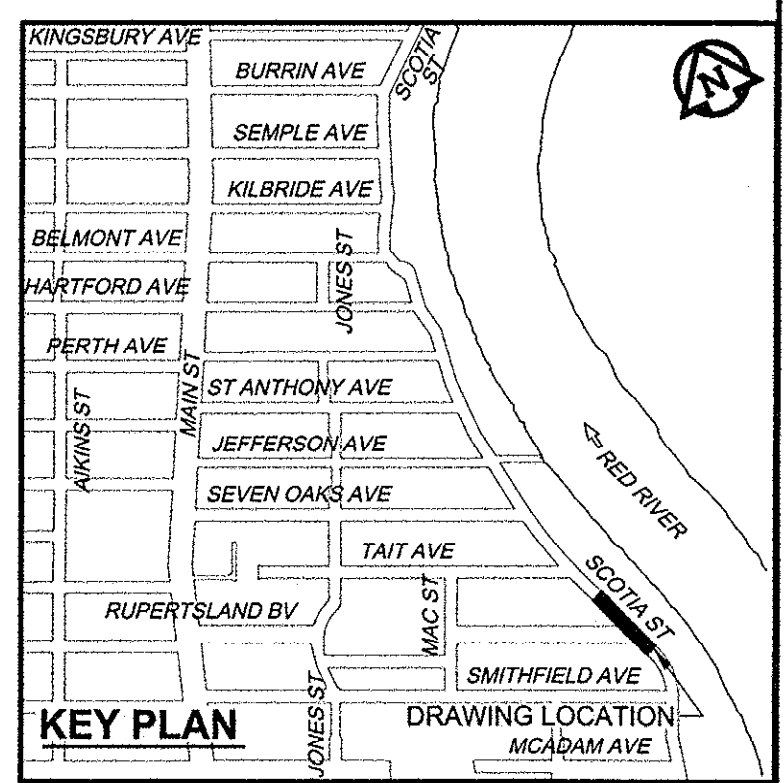 KINGSBURY AVE
BURRIN AVE
SCOTIA
ST
N
SEMPLE AVE
KILBRIDE AVE
BELMONT AVE
JONES ST
HARTFORD AVE
PERTH AVE
MAIN ST
ST ANTHONY AVE
AIKINS ST
JEFFERSON AVE
RED RIVER
SEVEN OAKS AVE
TAIT AVE
SCOTIA ST
MAC ST
RUPERTSLAND BV
SMITHFIELD AVE
JONES ST
KEY PLAN
DRAWING LOCATION
MCADAM AVE